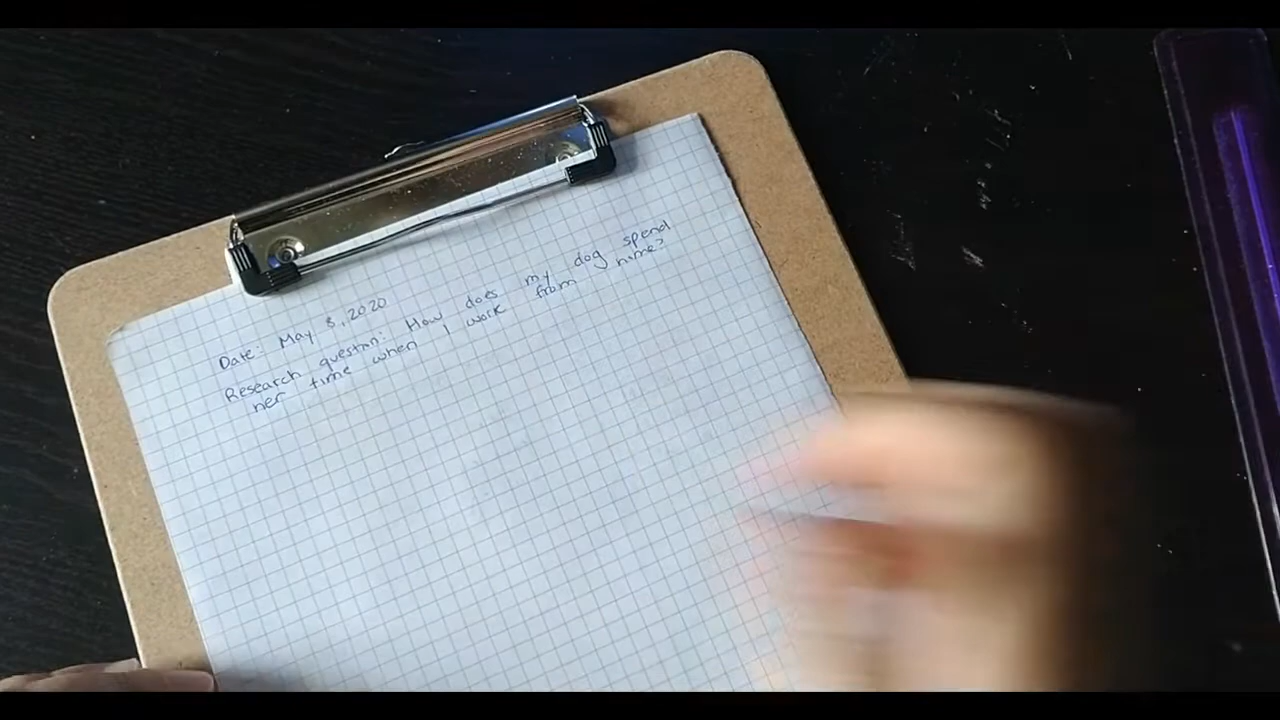 Date: May 8, 2020
Research question: How does my dog spend
her time when I work from home?